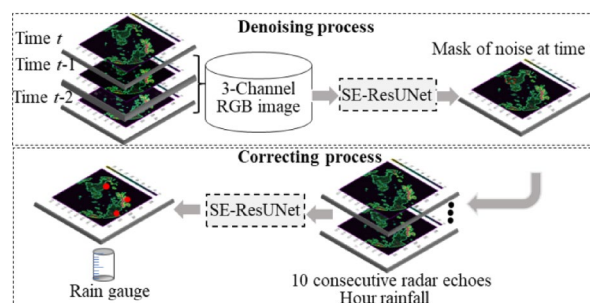 Denoising process
Time t
Time t-1
Time t-2
3-Channel
RGB image
SE-ResUNet
Mask of noise at time
Correcting process
SE-ResUNet
Rain gauge
10 consecutive radar echoes
Hour rainfall